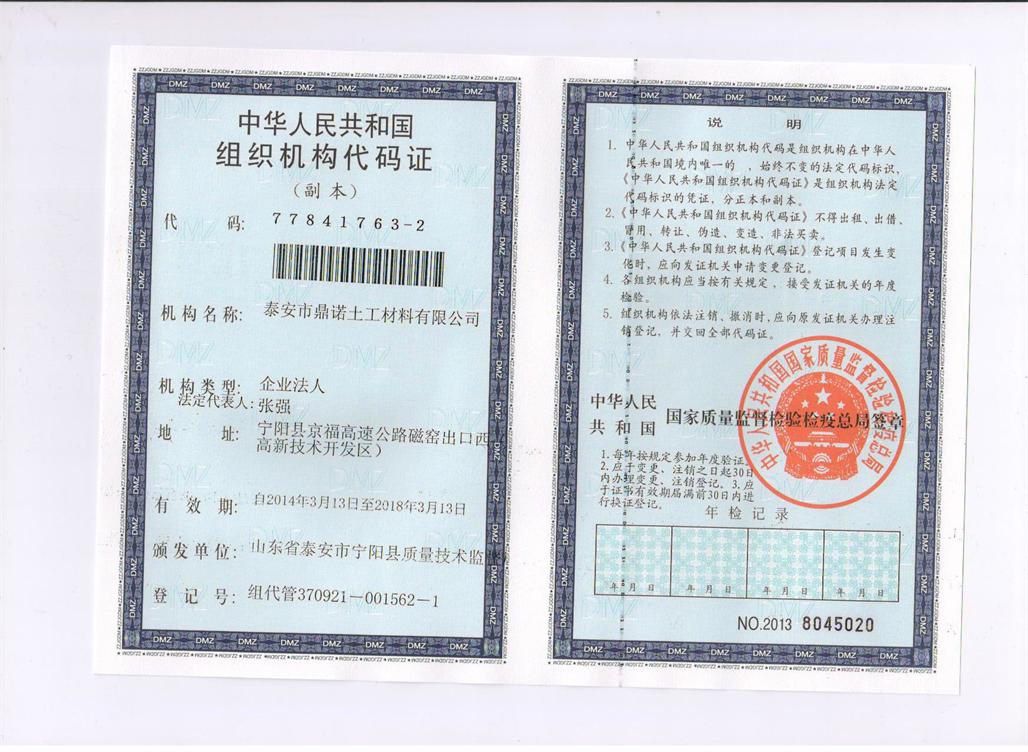 中华人民共和国
组织机构代码证
（副本）
代 码: 77841763-2
机构名称: 泰安市鼎诺土工材料有限公司
机构类型: 企业法人
法定代表人: 张强
地 址: 宁阳县京福高速公路磁窑出口西
高新技术开发区）
有 效 期: 自2014年3月13日至2018年3月13日
颁发单位: 山东省泰安市宁阳县质量技术监
登 记 号: 组代管370921-001562-1
说 明
1. 中华人民共和国组织机构代码是组织机构在中华人
民共和国境内唯一的，始终不变的法定代码标识，
《中华人民共和国组织机构代码证》是组织机构法定
代码标识的凭证，分正本和副本。
2.《中华人民共和国组织机构代码证》不得出租、出借、
冒用、转让、伪造、变造、非法买卖。
3.《中华人民共和国组织机构代码证》登记项目发生变
化时，应向发证机关申请变更登记。
4. 各组织机构应当按有关规定，接受发证机关的年度
检验。
5. 组织机构依法注销、撤消时，应向原发证机关办理注
销登记，并交回全部代码证。
中华人民
共和国 国家质量监督检验检疫总局签章
中华人民共和国国家质量监督检验检疫总局
1.每年按规定参加年度验证。
2.应于变更、注销之日起30日
内办理变更、注销登记。3.应
于证书有效期届满前30日内进
行换证登记。
年检记录
年 月 日 年 月 日 年 月 日 年 月 日
NO.2013 8045020